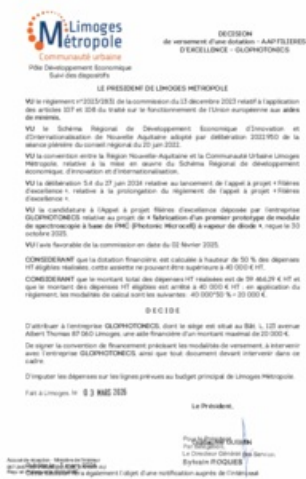 Limoges
Métropole
Communauté urbaine
Pôle Développement Economique
Suivi des dispositifs
DECISION
de versement d'une dotation - AAP FILIERES
D'EXCELLENCE - GLOPHOTONICS
LE PRESIDENT DE LIMOGES METROPOLE
VU le règlement n°2023/2831 de la commission du 13 décembre 2023 relatif à l'application
des articles 107 et 108 du traité sur le fonctionnement de l'Union européenne aux aides
de minimis,
VU le Schéma Régional de Développement Economique d'Innovation et
d'Internationalisation de Nouvelle Aquitaine adopté par délibération de la
séance plénière du conseil régional du 20 juin 2022,
VU la convention entre la Région Nouvelle-Aquitaine et la Communauté Urbaine Limoges
Métropole, relative à la mise en œuvre du Schéma Régional de développement
économique, d'innovation et d'internationalisation,
VU la délibération 5.4 du 27 juin 2024 relative au lancement de l'appel à projet « Filières
d'excellence », relative à la prolongation du règlement de l'appel à projet « Filières
d'excellence »,
VU la candidature à l'Appel à projet filières d'excellence déposée par l'entreprise
GLOPHOTONICS relative au projet de « fabrication d'un premier prototype de module
de spectroscopie à base de PMC (Photonic Microcell) à vapeur de diode », reçue le 30
octobre 2025,
VU l'avis favorable de la commission en date du 02 février 2025,
CONSIDERANT que la dotation financière est calculée à hauteur de 50 % des dépenses
HT éligibles réalisées, cette assiette ne pouvant être supérieure à 40 000 € HT,
CONSIDERANT que le montant total des dépenses HT réalisées est de € HT et
que le montant des dépenses HT éligibles est arrêté à 40 000 € HT, en application du
règlement, les modalités de calcul sont les suivantes : 40 000*50 % = 20 000 €,
D E C I D E
D'attribuer à l'entreprise GLOPHOTONICS, dont le siège est situé au Bât. L, 123 avenue
Albert Thomas 87 060 Limoges, une aide financière d'un montant maximal de 20 000 €,
De signer la convention de financement précisant les modalités de versement, à intervenir
avec l'entreprise GLOPHOTONICS, ainsi que tout document devant intervenir dans ce
cadre.
D'imputer les dépenses sur les lignes prévues au budget principal de Limoges Métropole.
Fait à Limoges, le 03 MARS 2026
Le Président,
Pour le Président
Par délégation,
Le Directeur Général des Services
Sylvain ROQUES
également l'objet d'une notification auprès de l'intéressé